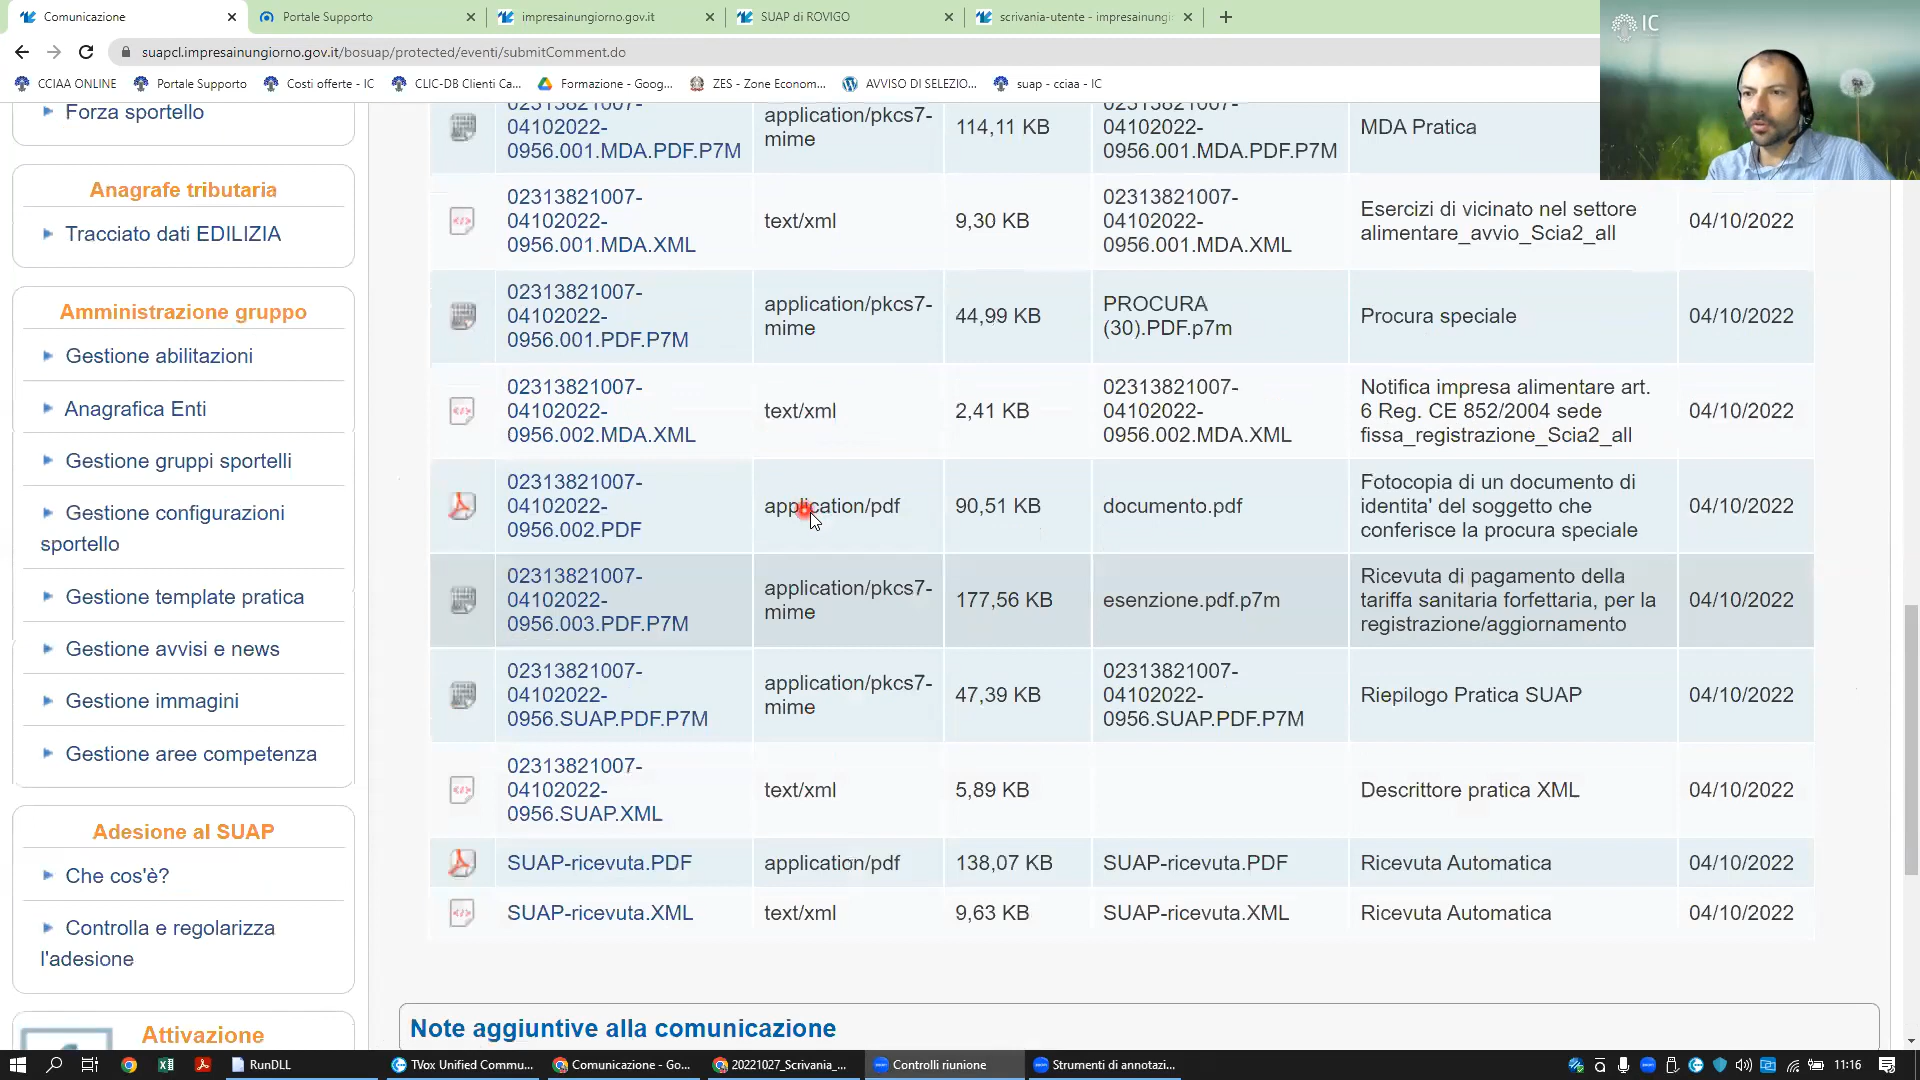 Comunicazione
Portale Supporto
impresainungiorno.gov.it
SUAP di ROVIGO
scrivania-utente - impresainungi
IC
suapcl.impresainungiorno.gov.it/bosuap/protected/eventi/submitComment.do
CCIAA ONLINE
Portale Supporto
Costi offerte - IC
CLIC-DB Clienti Ca...
Formazione - Goog...
ZES - Zone Econom...
AVVISO DI SELEZIO...
suap - cciaa - IC
Forza sportello
Anagrafe tributaria
Tracciato dati EDILIZIA
Amministrazione gruppo
Gestione abilitazioni
Anagrafica Enti
Gestione gruppi sportelli
Gestione configurazioni
sportello
Gestione template pratica
Gestione avvisi e news
Gestione immagini
Gestione aree competenza
Adesione al SUAP
Che cos'è?
Controlla e regolarizza
l'adesione
Attivazione
02313821007-
04102022-
0956.001.MDA.PDF.P7M
application/pkcs7-
mime
114,11 KB
02313821007-
04102022-
0956.001.MDA.PDF.P7M
MDA Pratica
02313821007-
04102022-
0956.001.MDA.XML
text/xml
9,30 KB
02313821007-
04102022-
0956.001.MDA.XML
Esercizi di vicinato nel settore
alimentare_avvio_Scia2_all
04/10/2022
02313821007-
04102022-
0956.001.PDF.P7M
application/pkcs7-
mime
44,99 KB
PROCURA
(30).PDF.p7m
Procura speciale
04/10/2022
02313821007-
04102022-
0956.002.MDA.XML
text/xml
2,41 KB
02313821007-
04102022-
0956.002.MDA.XML
Notifica impresa alimentare art.
6 Reg. CE 852/2004 sede
fissa_registrazione_Scia2_all
04/10/2022
02313821007-
04102022-
0956.002.PDF
application/pdf
90,51 KB
documento.pdf
Fotocopia di un documento di
identita' del soggetto che
conferisce la procura speciale
04/10/2022
02313821007-
04102022-
0956.003.PDF.P7M
application/pkcs7-
mime
177,56 KB
esenzione.pdf.p7m
Ricevuta di pagamento della
tariffa sanitaria forfettaria, per la
registrazione/aggiornamento
04/10/2022
02313821007-
04102022-
0956.SUAP.PDF.P7M
application/pkcs7-
mime
47,39 KB
02313821007-
04102022-
0956.SUAP.PDF.P7M
Riepilogo Pratica SUAP
04/10/2022
02313821007-
04102022-
0956.SUAP.XML
text/xml
5,89 KB
Descrittore pratica XML
04/10/2022
SUAP-ricevuta.PDF
application/pdf
138,07 KB
SUAP-ricevuta.PDF
Ricevuta Automatica
04/10/2022
SUAP-ricevuta.XML
text/xml
9,63 KB
SUAP-ricevuta.XML
Ricevuta Automatica
04/10/2022
Note aggiuntive alla comunicazione
RunDLL
TVox Unified Commu...
Comunicazione - Go...
20221027_Scrivania_...
Controlli riunione
Strumenti di annotazi...
11:16